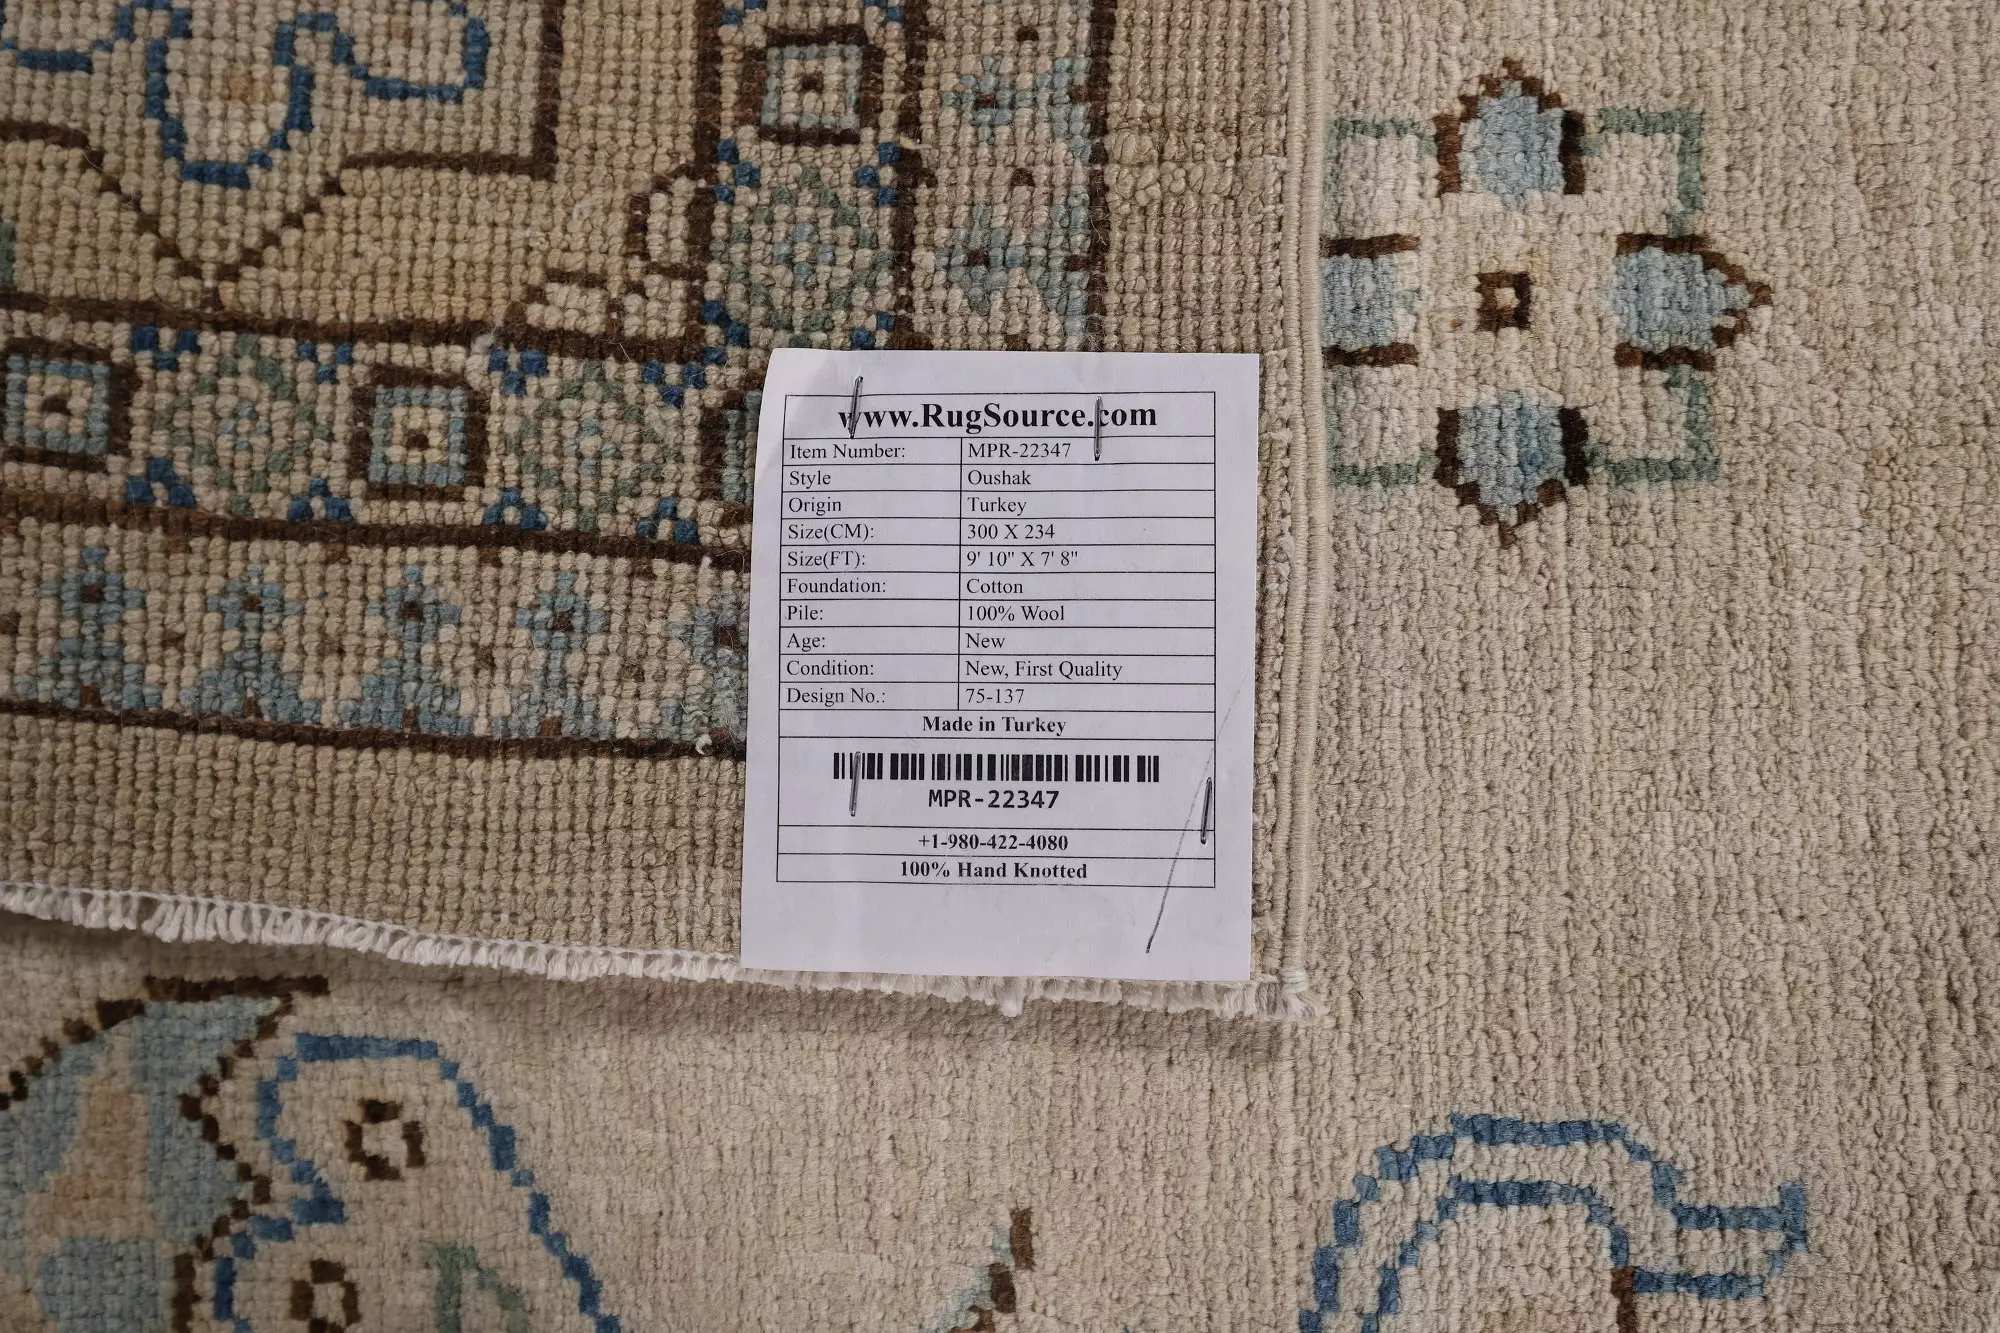 www.RugSource.com
Item Number: MPR-22347
Style Oushak
Origin Turkey
Size(CM): 300 X 234
Size(FT): 9' 10" X 7' 8"
Foundation: Cotton
Pile: 100% Wool
Age: New
Condition: New, First Quality
Design No.: 75-137
Made in Turkey
MPR-22347
+1-980-422-4080
100% Hand Knotted